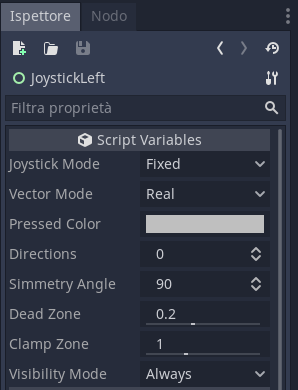 Ispettore Nodo
JoystickLeft
Filtra proprietà
Script Variables
Joystick Mode Fixed
Vector Mode Real
Pressed Color
Directions 0
Simmetry Angle 90
Dead Zone 0.2
Clamp Zone 1
Visibility Mode Always